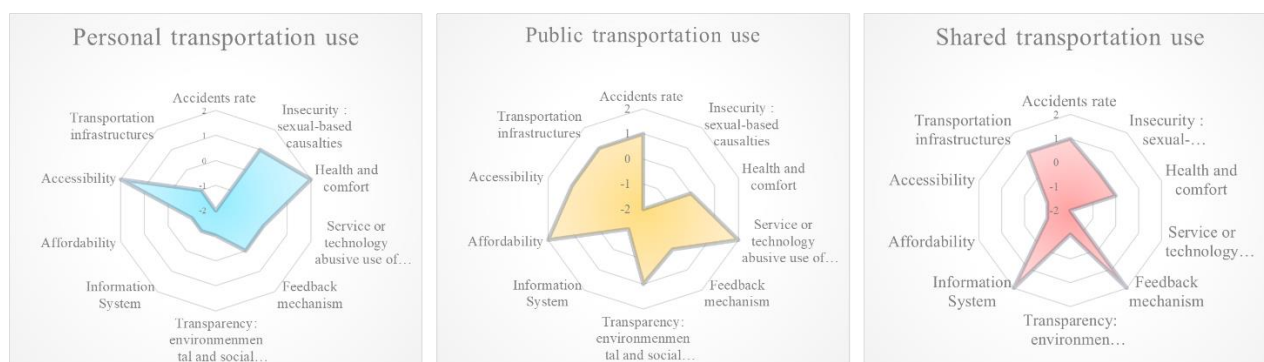 Personal transportation use
Accidents rate
Insecurity :
sexual-based
causalties
Health and
comfort
Service or
technology
abusive use of…
Feedback
mechanism
Transparency:
environmenmen
tal and social…
Information
System
Affordability
Accessibility
Transportation
infrastructures
2
1
0
-1
-2
Public transportation use
Accidents rate
Insecurity :
sexual-based
causalties
Health and
comfort
Service or
technology
abusive use of…
Feedback
mechanism
Transparency:
environmenmen
tal and social…
Information
System
Affordability
Accessibility
Transportation
infrastructures
2
1
0
-1
-2
Shared transportation use
Accidents rate
Insecurity :
sexual-…
Health and
comfort
Service or
technology…
Feedback
mechanism
Transparency:
environmen…
Information
System
Affordability
Accessibility
Transportation
infrastructures
2
1
0
-1
-2